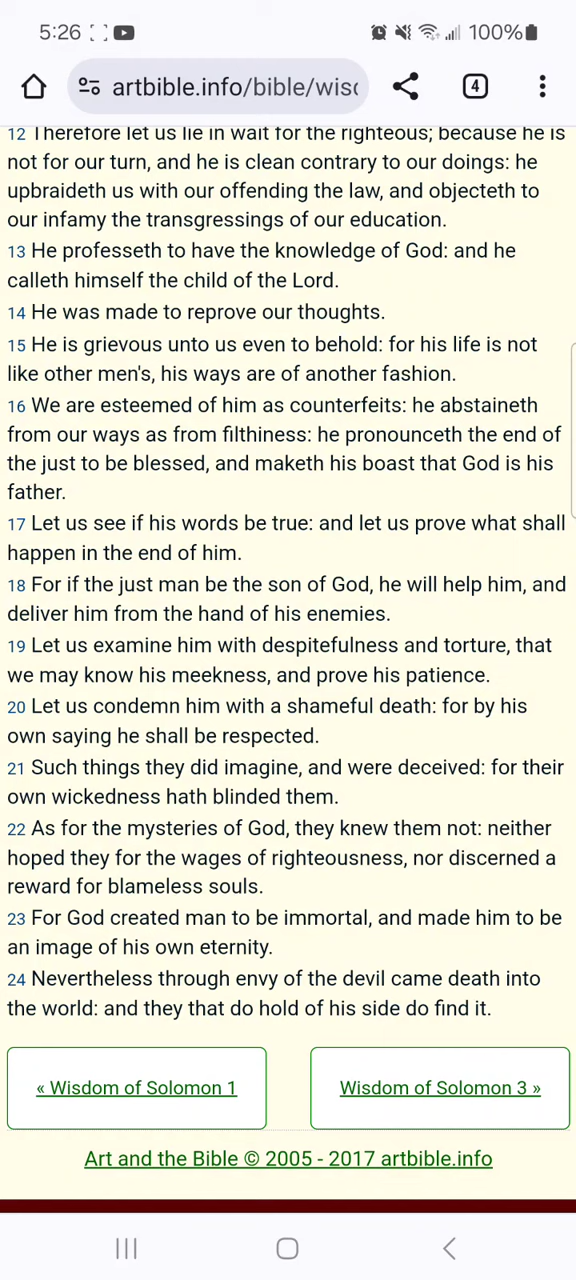 5:26
100%
artbible.info/bible/wisc
4
12 Therefore let us lie in wait for the righteous; because he is
not for our turn, and he is clean contrary to our doings: he
upbraideth us with our offending the law, and objecteth to
our infamy the transgressings of our education.
13 He professeth to have the knowledge of God: and he
calleth himself the child of the Lord.
14 He was made to reprove our thoughts.
15 He is grievous unto us even to behold: for his life is not
like other men's, his ways are of another fashion.
16 We are esteemed of him as counterfeits: he abstaineth
from our ways as from filthiness: he pronounceth the end of
the just to be blessed, and maketh his boast that God is his
father.
17 Let us see if his words be true: and let us prove what shall
happen in the end of him.
18 For if the just man be the son of God, he will help him, and
deliver him from the hand of his enemies.
19 Let us examine him with despitefulness and torture, that
we may know his meekness, and prove his patience.
20 Let us condemn him with a shameful death: for by his
own saying he shall be respected.
21 Such things they did imagine, and were deceived: for their
own wickedness hath blinded them.
22 As for the mysteries of God, they knew them not: neither
hoped they for the wages of righteousness, nor discerned a
reward for blameless souls.
23 For God created man to be immortal, and made him to be
an image of his own eternity.
24 Nevertheless through envy of the devil came death into
the world: and they that do hold of his side do find it.
« Wisdom of Solomon 1
Wisdom of Solomon 3 »
Art and the Bible © 2005 - 2017 artbible.info